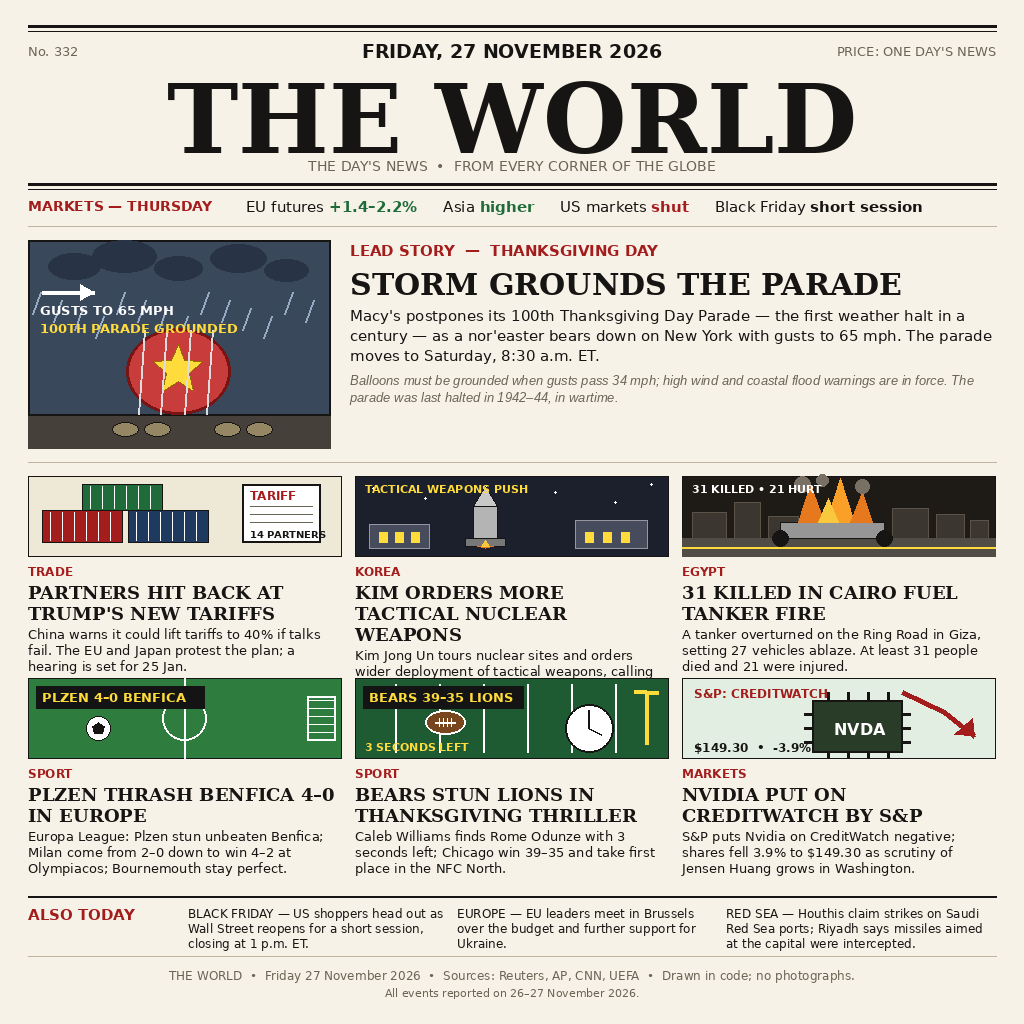 No. 332
FRIDAY, 27 NOVEMBER 2026
PRICE: ONE DAY'S NEWS
THE WORLD
THE DAY'S NEWS • FROM EVERY CORNER OF THE GLOBE
MARKETS — THURSDAY EU futures +1.4–2.2% Asia higher US markets shut Black Friday short session
GUSTS TO 65 MPH
100TH PARADE GROUNDED
LEAD STORY — THANKSGIVING DAY
STORM GROUNDS THE PARADE
Macy's postpones its 100th Thanksgiving Day Parade — the first weather halt in a
century — as a nor'easter bears down on New York with gusts to 65 mph. The parade
moves to Saturday, 8:30 a.m. ET.
Balloons must be grounded when gusts pass 34 mph; high wind and coastal flood warnings are in force. The
parade was last halted in 1942–44, in wartime.
TARIFF
14 PARTNERS
TRADE
PARTNERS HIT BACK AT
TRUMP'S NEW TARIFFS
China warns it could lift tariffs to 40% if talks
fail. The EU and Japan protest the plan; a
hearing is set for 25 Jan.
TACTICAL WEAPONS PUSH
KOREA
KIM ORDERS MORE
TACTICAL NUCLEAR
WEAPONS
Kim Jong Un tours nuclear sites and orders
wider deployment of tactical weapons, calling
31 KILLED • 21 HURT
EGYPT
31 KILLED IN CAIRO FUEL
TANKER FIRE
A tanker overturned on the Ring Road in Giza,
setting 27 vehicles ablaze. At least 31 people
died and 21 were injured.
PLZEN 4–0 BENFICA
SPORT
PLZEN THRASH BENFICA 4–0
IN EUROPE
Europa League: Plzen stun unbeaten Benfica;
Milan come from 2–0 down to win 4–2 at
Olympiacos; Bournemouth stay perfect.
BEARS 39–35 LIONS
3 SECONDS LEFT
SPORT
BEARS STUN LIONS IN
THANKSGIVING THRILLER
Caleb Williams finds Rome Odunze with 3
seconds left; Chicago win 39–35 and take first
place in the NFC North.
S&P: CREDITWATCH
NVDA
$149.30 • -3.9%
MARKETS
NVIDIA PUT ON
CREDITWATCH BY S&P
S&P puts Nvidia on CreditWatch negative;
shares fell 3.9% to $149.30 as scrutiny of
Jensen Huang grows in Washington.
ALSO TODAY
BLACK FRIDAY — US shoppers head out as
Wall Street reopens for a short session,
closing at 1 p.m. ET.
EUROPE — EU leaders meet in Brussels
over the budget and further support for
Ukraine.
RED SEA — Houthis claim strikes on Saudi
Red Sea ports; Riyadh says missiles aimed
at the capital were intercepted.
THE WORLD • Friday 27 November 2026 • Sources: Reuters, AP, CNN, UEFA • Drawn in code; no photographs.
All events reported on 26–27 November 2026.